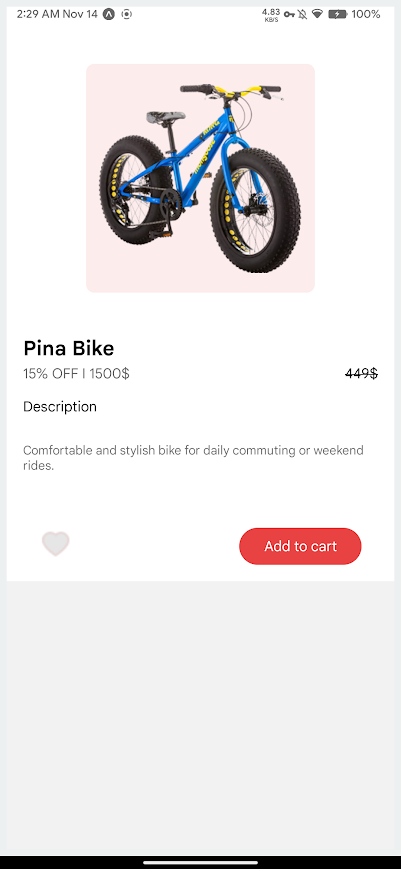 2:29 AM Nov 14
4.83
KB/S
100%
Pina Bike
15% OFF I 1500$
449$
Description
Comfortable and stylish bike for daily commuting or weekend
rides.
Add to cart